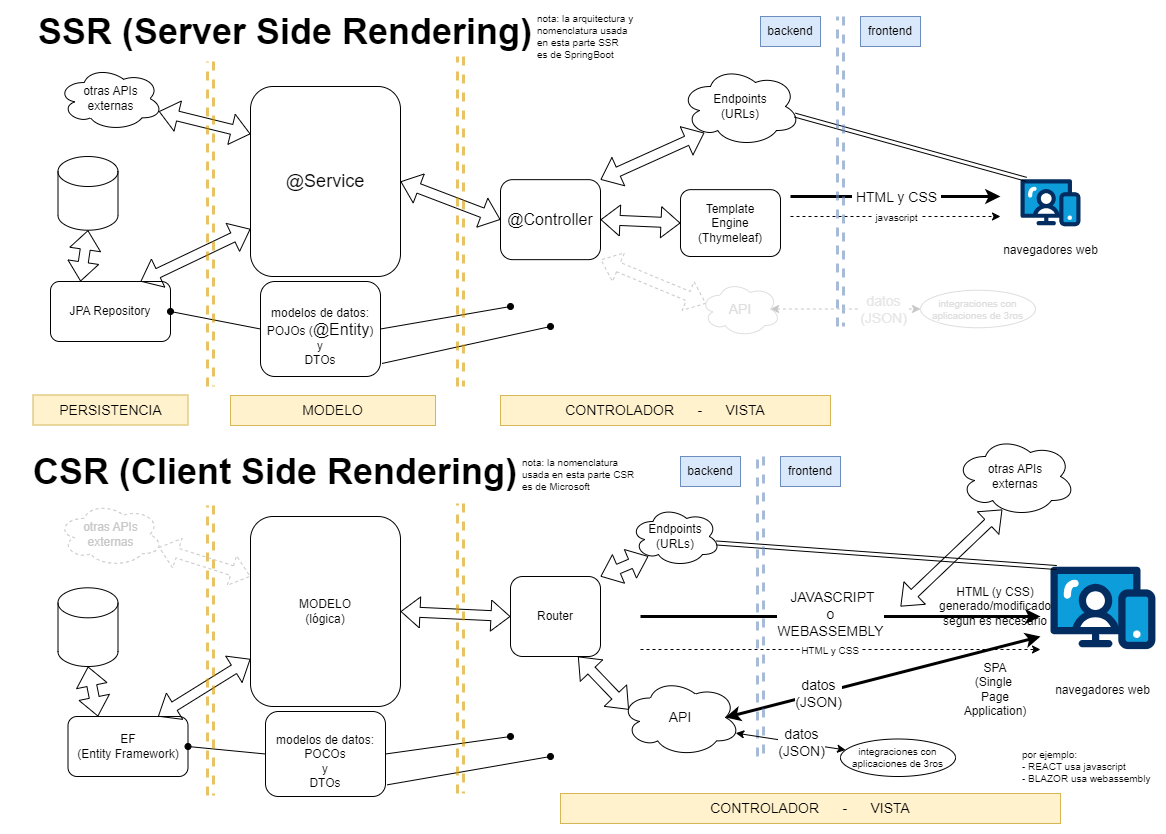 SSR (Server Side Rendering)
nota: la arquitectura y
nomenclatura usada
en esta parte SSR
es de SpringBoot
backend
frontend
otras APIs
externas
@Service
Endpoints
(URLs)
@Controller
Template
Engine
(Thymeleaf)
HTML y CSS
javascript
navegadores web
JPA Repository
modelos de datos:
POJOs (@Entity)
y
DTOs
API
datos
(JSON)
integraciones con
aplicaciones de 3ros
PERSISTENCIA
MODELO
CONTROLADOR - VISTA
CSR (Client Side Rendering)
nota: la nomenclatura
usada en esta parte CSR
es de Microsoft
backend
frontend
otras APIs
externas
otras APIs
externas
Endpoints
(URLs)
MODELO
(lógica)
Router
JAVASCRIPT
o
WEBASSEMBLY
HTML (y CSS)
generado/modificado
según es necesario
HTML y CSS
SPA
(Single
Page
Application)
navegadores web
datos
(JSON)
API
datos
(JSON)
integraciones con
aplicaciones de 3ros
EF
(Entity Framework)
modelos de datos:
POCOs
y
DTOs
por ejemplo:
- REACT usa javascript
- BLAZOR usa webassembly
CONTROLADOR - VISTA